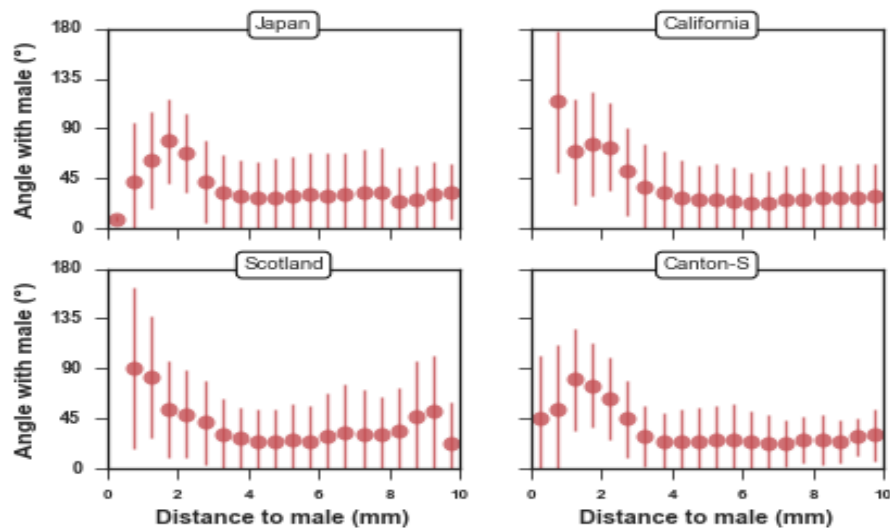 Japan
California
Angle with male (°)
180
135
90
45
0
Scotland
Canton-S
Angle with male (°)
180
135
90
45
0
0 2 4 6 8 10
0 2 4 6 8 10
Distance to male (mm)
Distance to male (mm)